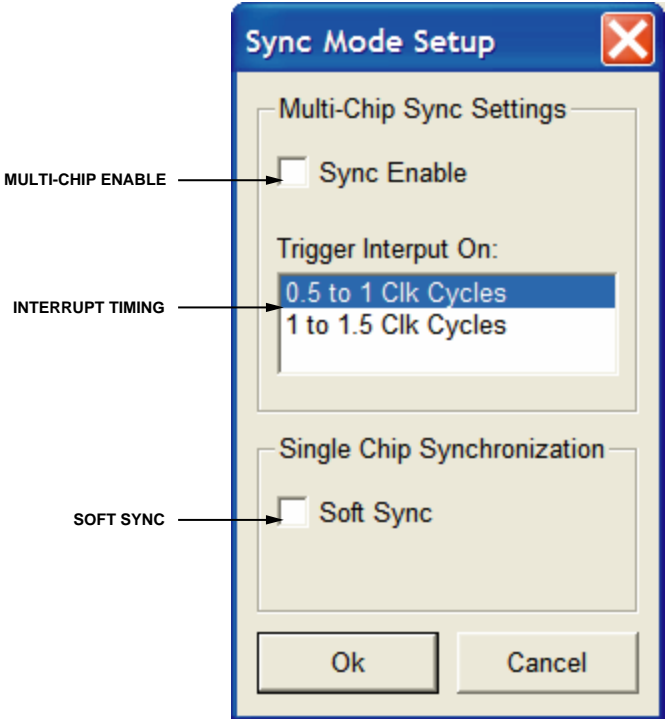 Sync Mode Setup
Multi-Chip Sync Settings
MULTI-CHIP ENABLE
Sync Enable
Trigger Interput On:
INTERRUPT TIMING
0.5 to 1 Clk Cycles
1 to 1.5 Clk Cycles
Single Chip Synchronization
SOFT SYNC
Soft Sync
Ok
Cancel